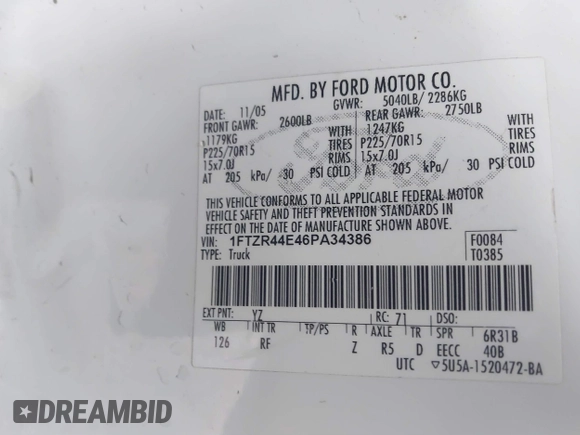 MFD. BY FORD MOTOR CO.
DATE: 11/05 GVWR: 5040LB/ 2286KG
FRONT GAWR: 2600LB REAR GAWR: 2750LB
1179KG WITH 1247KG WITH
P225/70R15 TIRES P225/70R15 TIRES
15x7.0J RIMS 15x7.0J RIMS
AT 205 kPa/ 30 PSI COLD AT 205 kPa/ 30 PSI COLD
THIS VEHICLE CONFORMS TO ALL APPLICABLE FEDERAL MOTOR
VEHICLE SAFETY AND THEFT PREVENTION STANDARDS IN
EFFECT ON THE DATE OF MANUFACTURE SHOWN ABOVE.
VIN: 1FTZR44E46PA34386 F0084
TYPE: Truck T0385
EXT PNT: YZ RC: 71 DSO:
WB INT TR TP/PS R AXLE TR SPR 6R31B
126 RF Z R5 D EECC 40B
UTC ▽5U5A-1520472-BA
DREAMBID